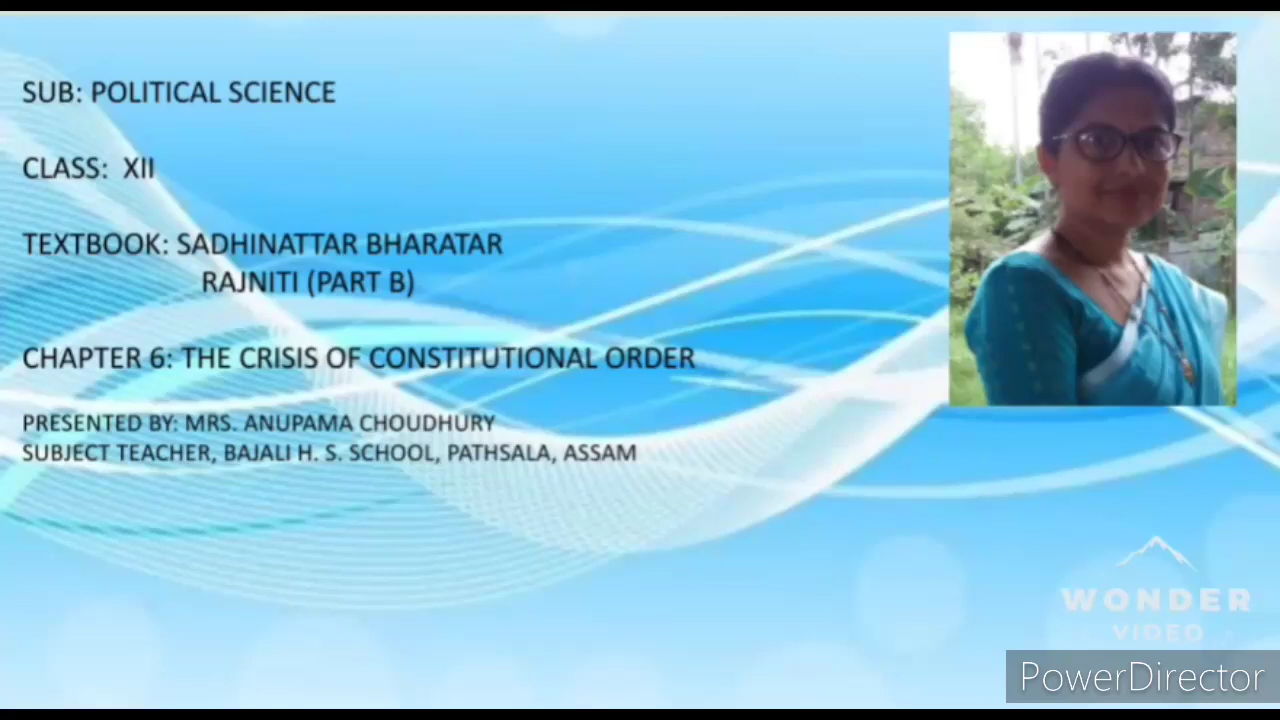 SUB: POLITICAL SCIENCE
CLASS: XII
TEXTBOOK: SADHINATTAR BHARATAR
RAJNITI (PART B)
CHAPTER 6: THE CRISIS OF CONSTITUTIONAL ORDER
PRESENTED BY: MRS. ANUPAMA CHOUDHURY
SUBJECT TEACHER, BAJALI H. S. SCHOOL, PATHSALA, ASSAM
WONDER
VIDEO
PowerDirector